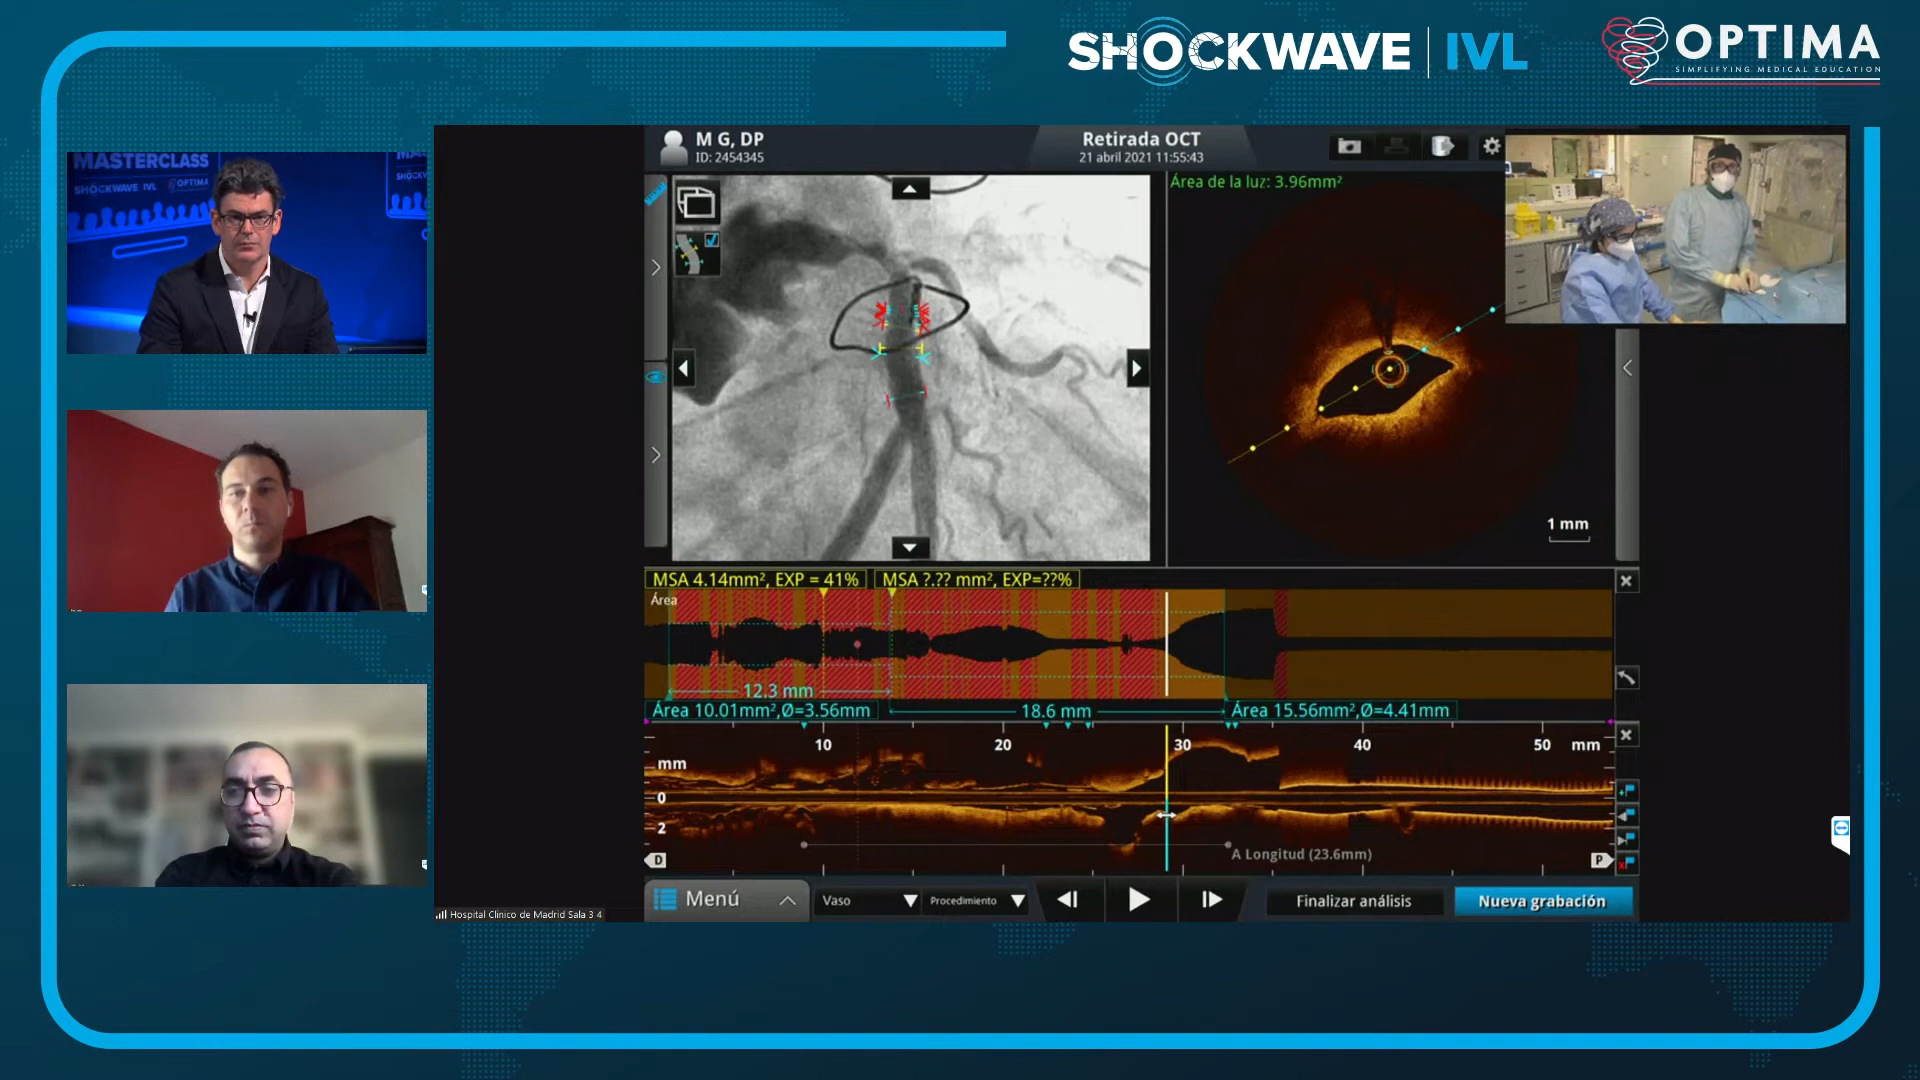 SHOCKWAVE | IVL
OPTIMA
SIMPLIFYING MEDICAL EDUCATION
MASTERCLASS
SHOCKWAVE IVL OPTIMA
M G, DP
ID: 2454345
Retirada OCT
21 abril 2021 11:55:43
Área de la luz: 3.96mm²
1 mm
MSA 4.14mm², EXP = 41%
MSA ?.?? mm², EXP=??%
Área
12.3 mm
18.6 mm
Área 10.01mm²,Ø=3.56mm
Área 15.56mm²,Ø=4.41mm
10 20 30 40 50 mm
mm
0
2
A Longitud (23.6mm)
D
P
Menú
Vaso
Procedimiento
Finalizar análisis
Nueva grabación
Hospital Clinico de Madrid Sala 3 4